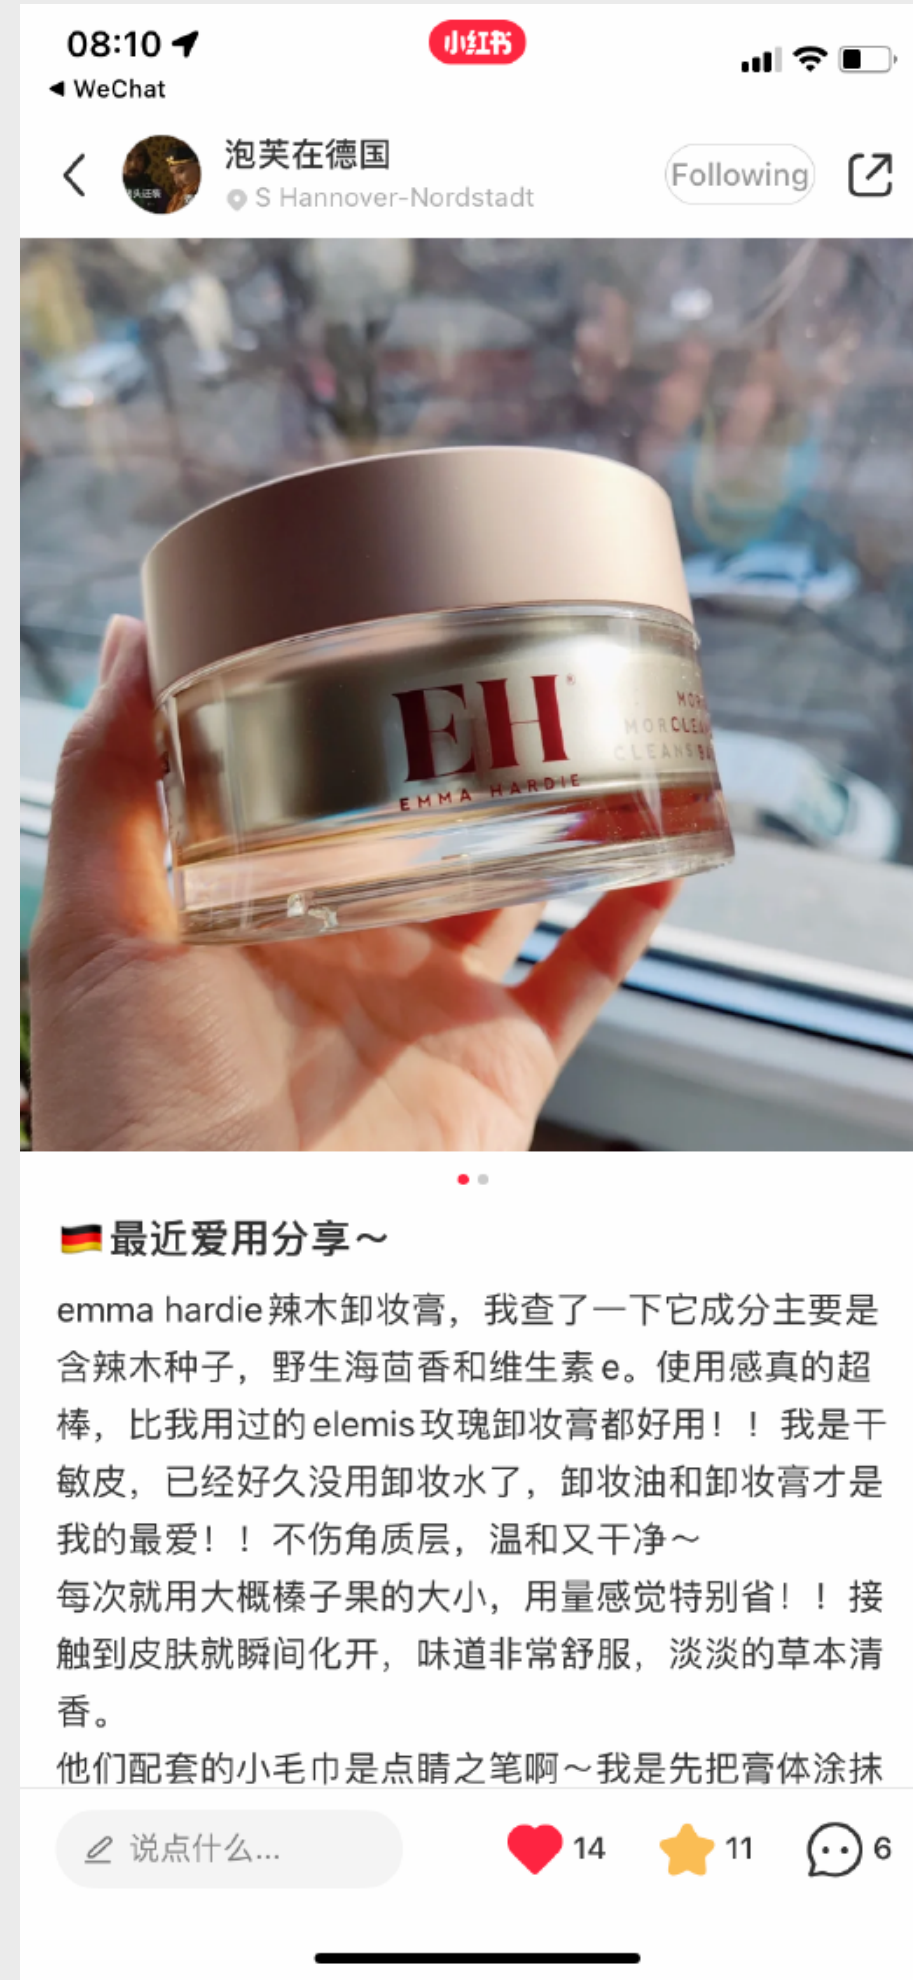 08:10
小红书
◀ WeChat
泡芙在德国
S Hannover-Nordstadt
Following
EH®
EMMA HARDIE
🇩🇪最近爱用分享～
emma hardie辣木卸妆膏，我查了一下它成分主要是
含辣木种子，野生海茴香和维生素e。使用感真的超
棒，比我用过的elemis玫瑰卸妆膏都好用！！我是干
敏皮，已经好久没用卸妆水了，卸妆油和卸妆膏才是
我的最爱！！不伤角质层，温和又干净～
每次就用大概榛子果的大小，用量感觉特别省！！接
触到皮肤就瞬间化开，味道非常舒服，淡淡的草本清
香。
他们配套的小毛巾是点睛之笔啊～我是先把膏体涂抹
说点什么...
14
11
6